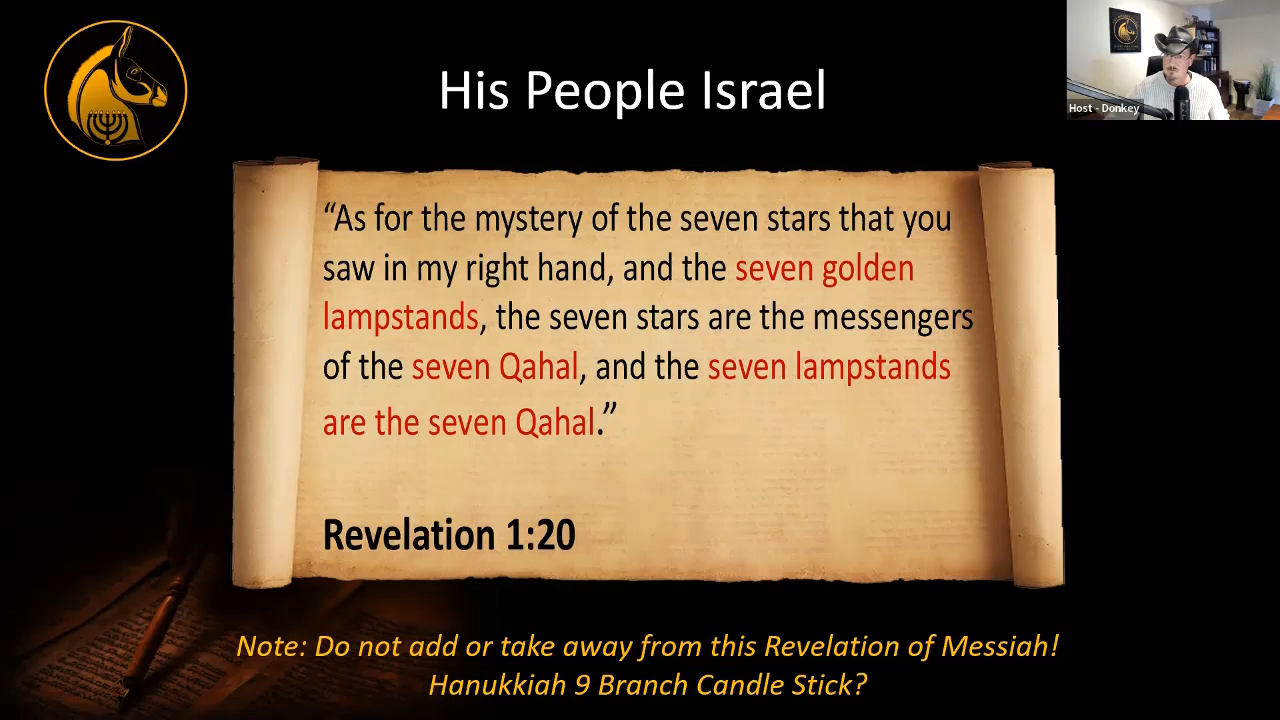 His People Israel
Host - Donkey
“As for the mystery of the seven stars that you
saw in my right hand, and the seven golden
lampstands, the seven stars are the messengers
of the seven Qahal, and the seven lampstands
are the seven Qahal.”
Revelation 1:20
Note: Do not add or take away from this Revelation of Messiah!
Hanukkiah 9 Branch Candle Stick?